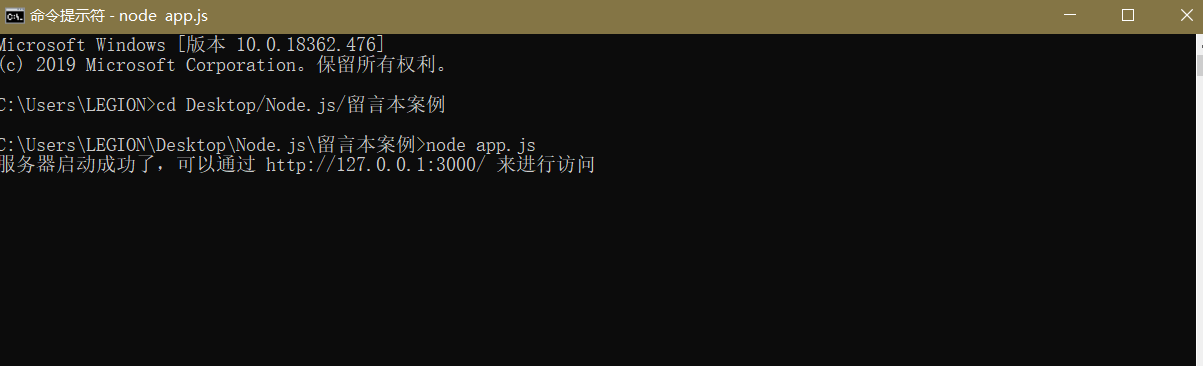 命令提示符 - node  app.js
Microsoft Windows [版本 10.0.18362.476]
(c) 2019 Microsoft Corporation。保留所有权利。
C:\Users\LEGION>cd Desktop/Node.js/留言本案例
C:\Users\LEGION\Desktop\Node.js\留言本案例>node app.js
服务器启动成功了，可以通过 http://127.0.0.1:3000/ 来进行访问